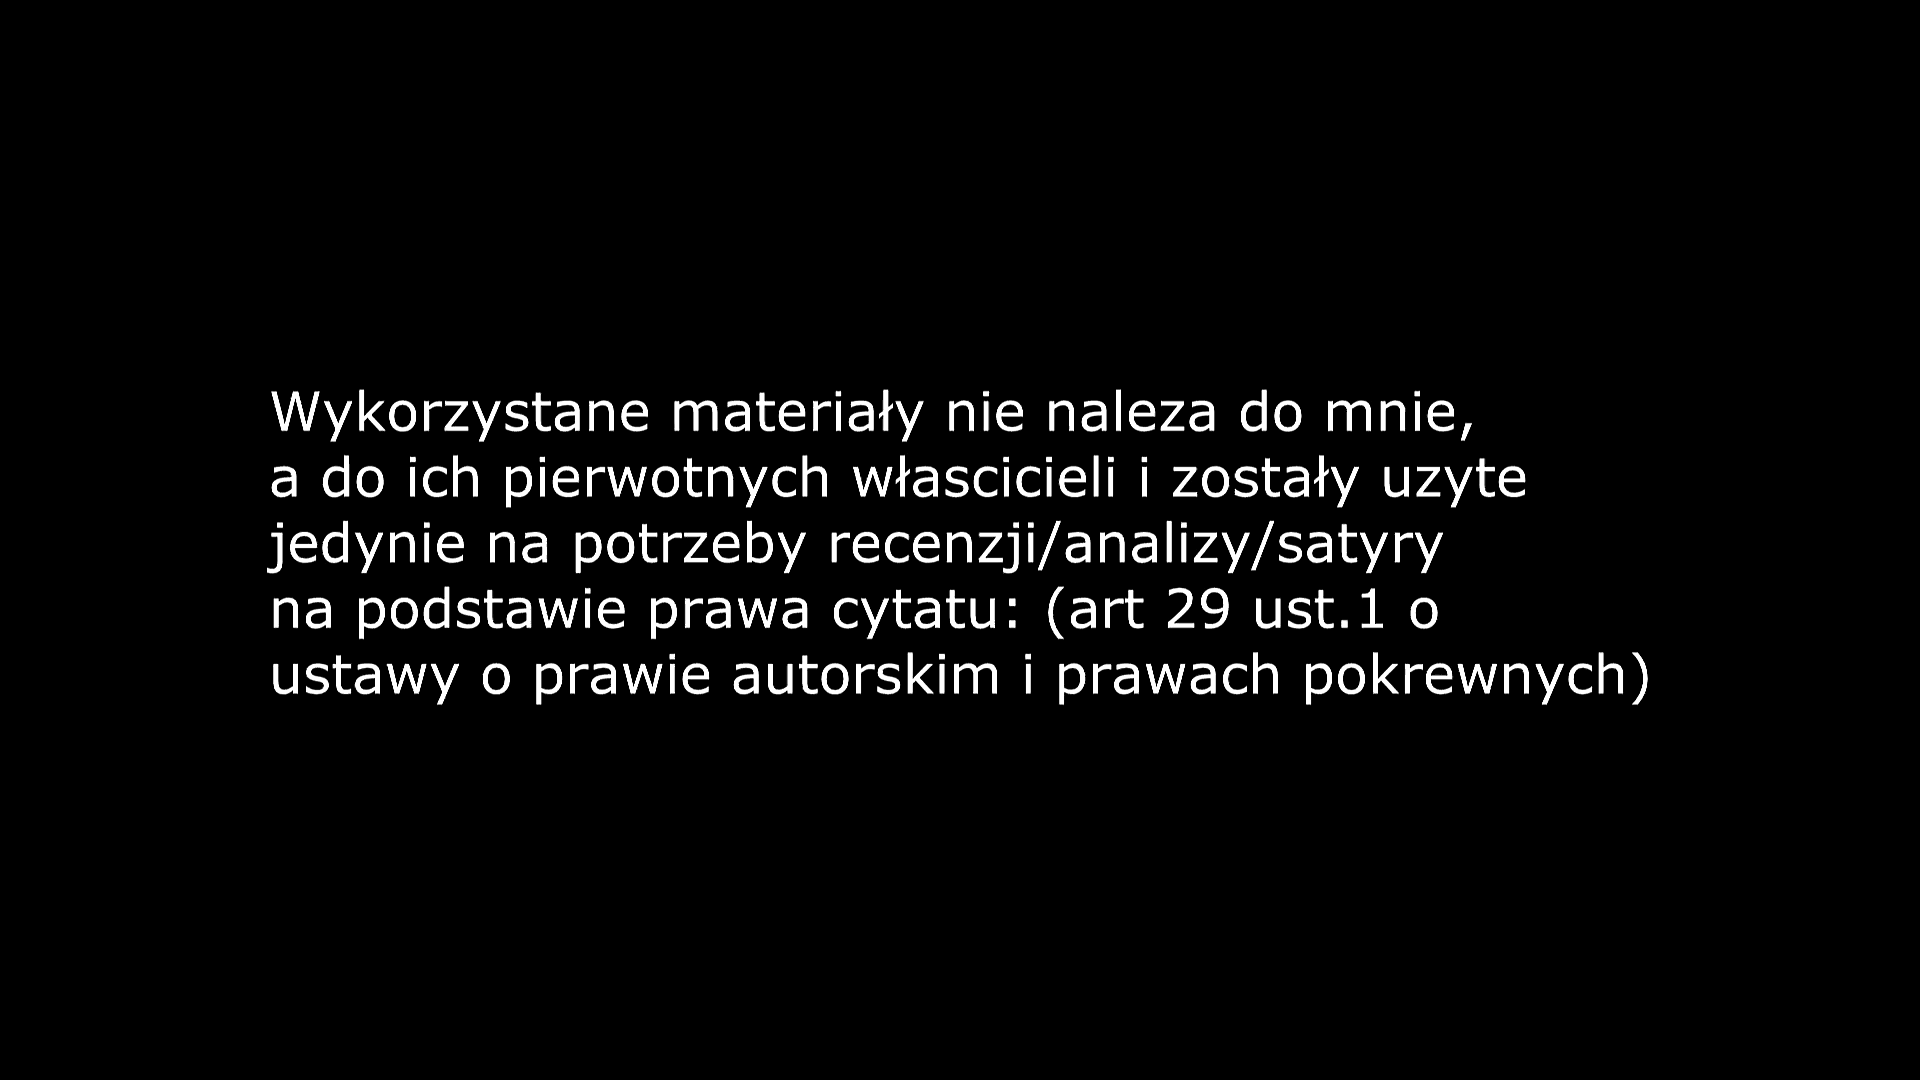 Wykorzystane materiały nie naleza do mnie,
a do ich pierwotnych włascicieli i zostały uzyte
jedynie na potrzeby recenzji/analizy/satyry
na podstawie prawa cytatu: (art 29 ust.1 o
ustawy o prawie autorskim i prawach pokrewnych)